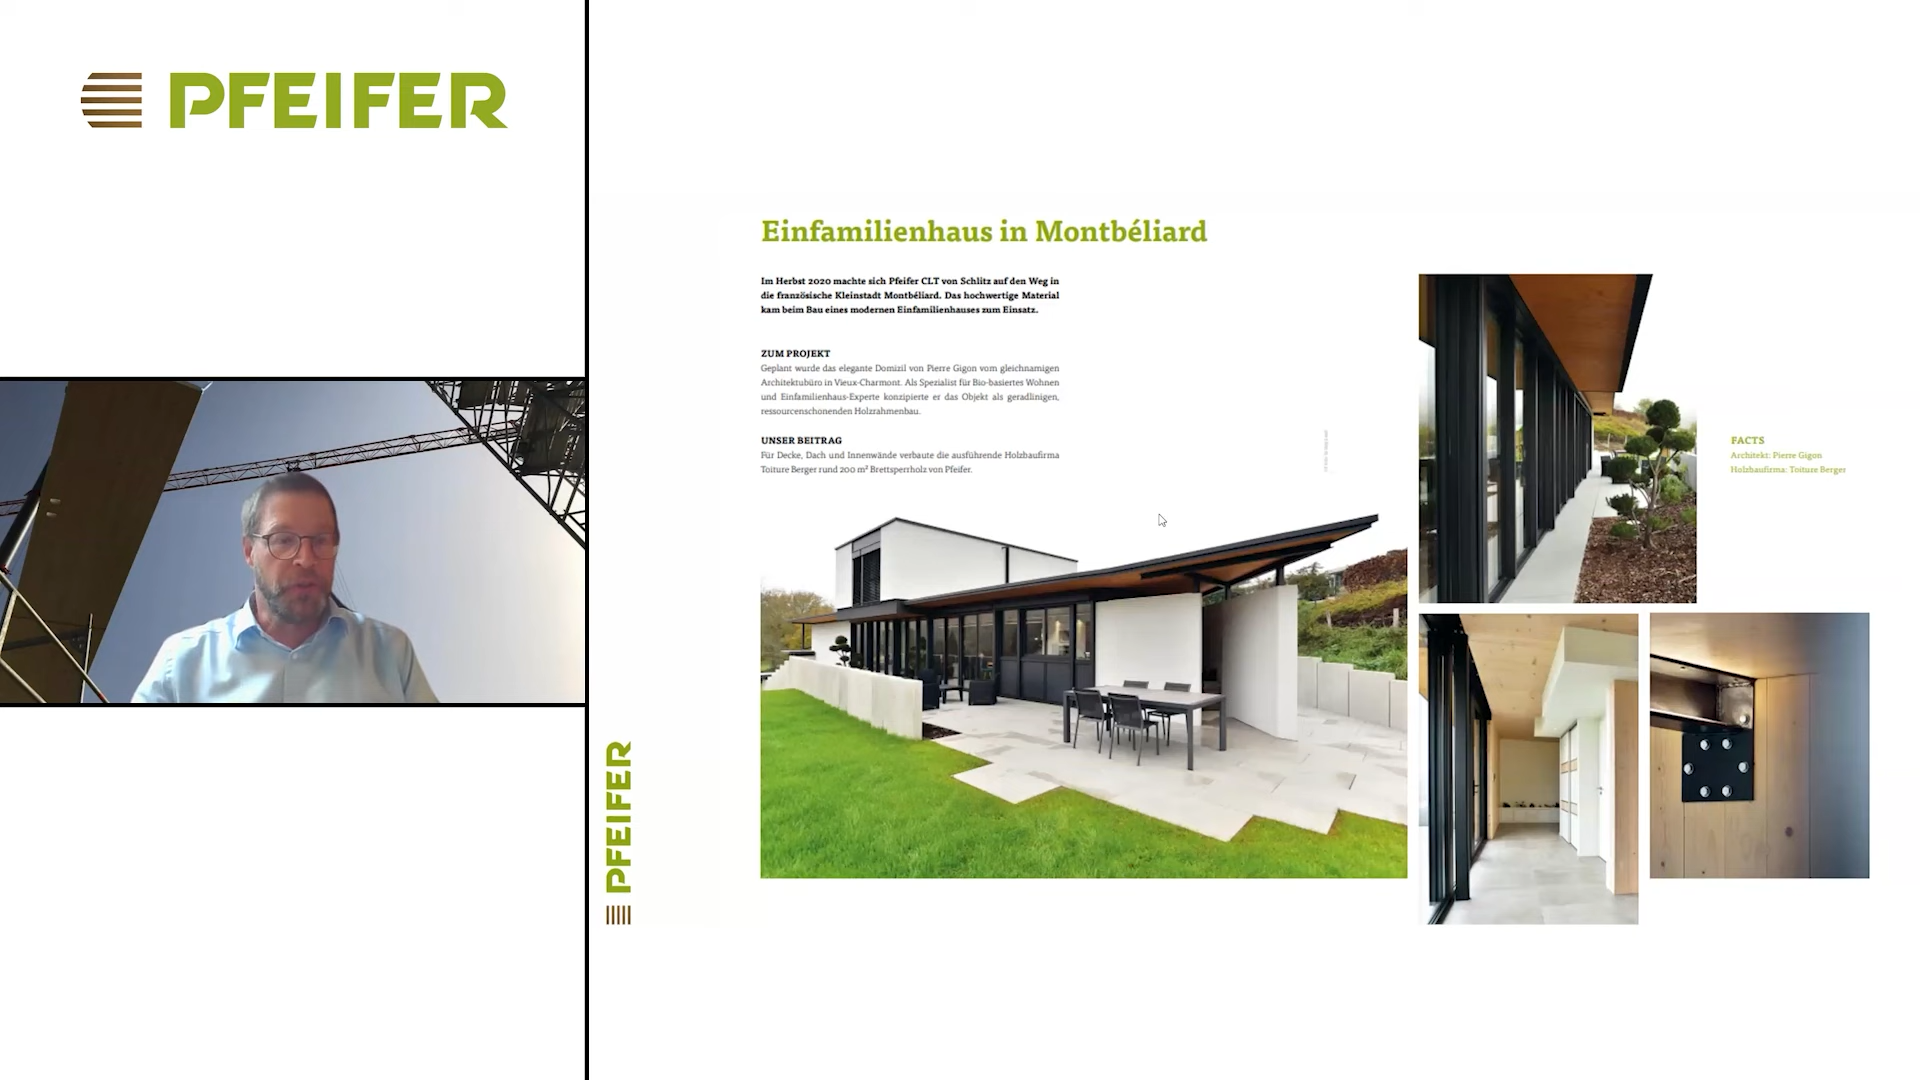 PFEIFER
Einfamilienhaus in Montbéliard
Im Herbst 2020 machte sich Pfeifer CLT von Schlitz auf den Weg in
die französische Kleinstadt Montbéliard. Das hochwertige Material
kam beim Bau eines modernen Einfamilienhauses zum Einsatz.
ZUM PROJEKT
Geplant wurde das elegante Domizil von Pierre Gigon vom gleichnamigen
Architektubüro in Vieux-Charmont. Als Spezialist für Bio-basiertes Wohnen
und Einfamilienhaus-Experte konzipierte er das Objekt als geradlinigen,
ressourcenschonenden Holzrahmenbau.
UNSER BEITRAG
Für Decke, Dach und Innenwände verbaute die ausführende Holzbaufirma
Toiture Berger rund 200 m² Brettsperrholz von Pfeifer.
FACTS
Architekt: Pierre Gigon
Holzbaufirma: Toiture Berger
PFEIFER